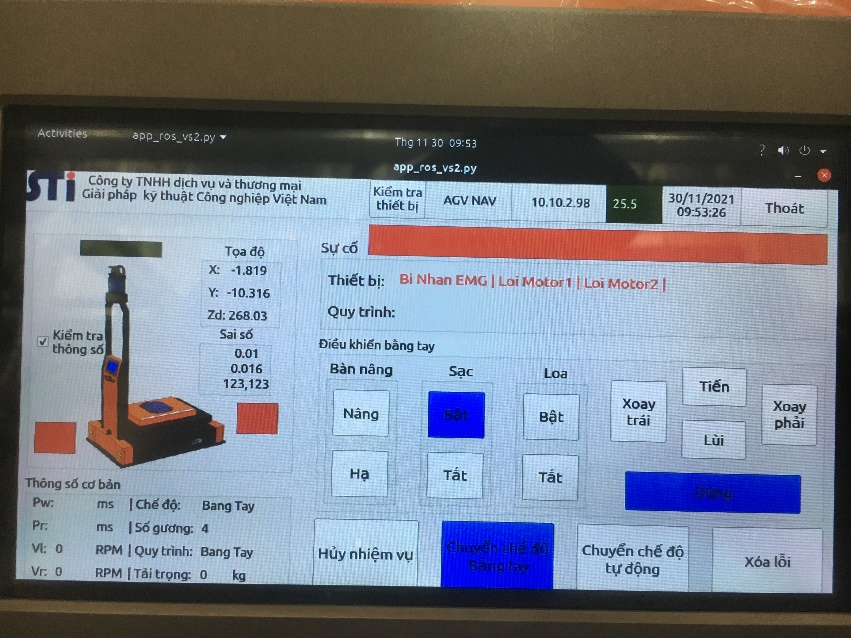 Activities
app_ros_vs2.py
Thg 11 30 09:53
?
app_ros_vs2.py
STi
Công ty TNHH dịch vụ và thương mại
Giải pháp kỹ thuật Công nghiệp Việt Nam
Kiểm tra
thiết bị
AGV NAV
10.10.2.98
25.5
30/11/2021
09:53:26
Thoát
Tọa độ
X: -1.819
Y: -10.316
Zd: 268.03
Sai số
0.01
0.016
123,123
Kiểm tra
thông số
Sự cố
Thiết bị: Bi Nhan EMG | Loi Motor1 | Loi Motor2 |
Quy trình:
Điều khiển bằng tay
Bàn nâng
Sạc
Loa
Nâng
Bật
Bật
Hạ
Tắt
Tắt
Xoay
trái
Tiến
Lùi
Xoay
phải
Dừng
Thông số cơ bản
Pw: ms | Chế độ: Bang Tay
Pr: ms | Số gương: 4
Vl: 0 RPM | Quy trình: Bang Tay
Vr: 0 RPM | Tải trọng: 0 kg
Hủy nhiệm vụ
Chuyển chế độ
Bằng tay
Chuyển chế độ
tự động
Xóa lỗi